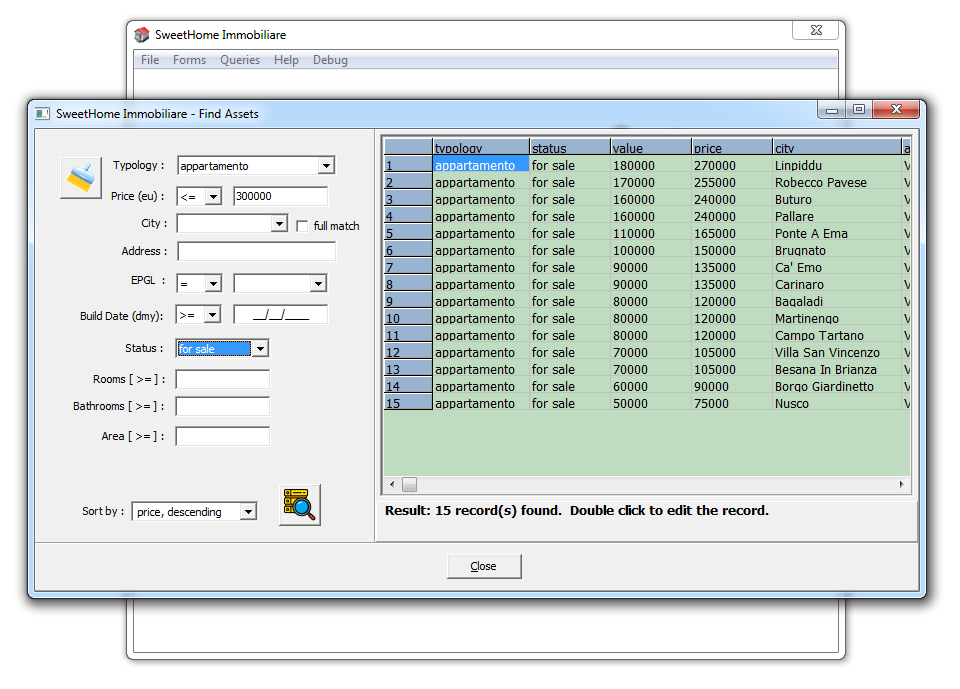 SweetHome Immobiliare
File Forms Queries Help Debug
SweetHome Immobiliare - Find Assets
Typology : appartamento
Price (eu) : <= 300000
City : full match
Address :
EPGL : =
Build Date (dmy): >= __/__/____
Status : for sale
Rooms [ >= ] :
Bathrooms [ >= ] :
Area [ >= ] :
Sort by : price, descending
typology status value price city a
1 appartamento for sale 180000 270000 Linpiddu V
2 appartamento for sale 170000 255000 Robecco Pavese V
3 appartamento for sale 160000 240000 Buturo V
4 appartamento for sale 160000 240000 Pallare V
5 appartamento for sale 110000 165000 Ponte A Ema V
6 appartamento for sale 100000 150000 Brugnato V
7 appartamento for sale 90000 135000 Ca' Emo V
8 appartamento for sale 90000 135000 Carinaro V
9 appartamento for sale 80000 120000 Bagaladi V
10 appartamento for sale 80000 120000 Martinengo V
11 appartamento for sale 80000 120000 Campo Tartano V
12 appartamento for sale 70000 105000 Villa San Vincenzo V
13 appartamento for sale 70000 105000 Besana In Brianza V
14 appartamento for sale 60000 90000 Borgo Giardinetto V
15 appartamento for sale 50000 75000 Nusco V
Result: 15 record(s) found. Double click to edit the record.
Close